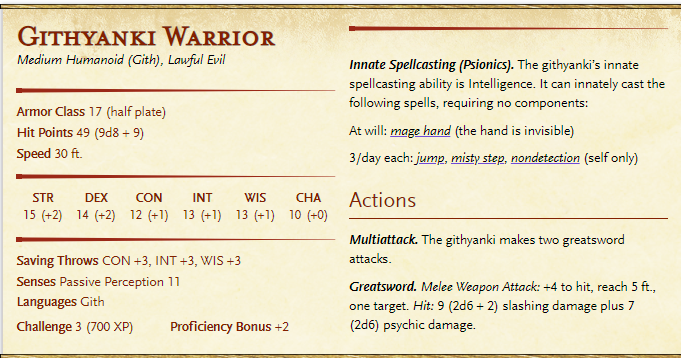 GITHYANKI WARRIOR
Medium Humanoid (Gith), Lawful Evil
Armor Class 17 (half plate)
Hit Points 49 (9d8 + 9)
Speed 30 ft.
STR DEX CON INT WIS CHA
15 (+2) 14 (+2) 12 (+1) 13 (+1) 13 (+1) 10 (+0)
Saving Throws CON +3, INT +3, WIS +3
Senses Passive Perception 11
Languages Gith
Challenge 3 (700 XP) Proficiency Bonus +2
Innate Spellcasting (Psionics). The githyanki's innate
spellcasting ability is Intelligence. It can innately cast the
following spells, requiring no components:
At will: mage hand (the hand is invisible)
3/day each: jump, misty step, nondetection (self only)
Actions
Multiattack. The githyanki makes two greatsword
attacks.
Greatsword. Melee Weapon Attack: +4 to hit, reach 5 ft.,
one target. Hit: 9 (2d6 + 2) slashing damage plus 7
(2d6) psychic damage.